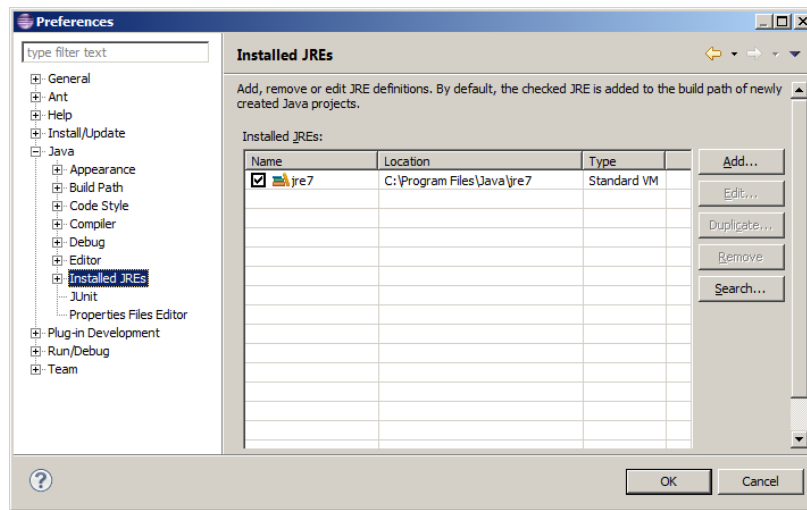 Preferences
type filter text
General
Ant
Help
Install/Update
Java
Appearance
Build Path
Code Style
Compiler
Debug
Editor
Installed JREs
JUnit
Properties Files Editor
Plug-in Development
Run/Debug
Team
Installed JREs
Add, remove or edit JRE definitions. By default, the checked JRE is added to the build path of newly
created Java projects.
Installed JREs:
Name Location Type
jre7 C:\Program Files\Java\jre7 Standard VM
Add...
Edit...
Duplicate...
Remove
Search...
?
OK Cancel